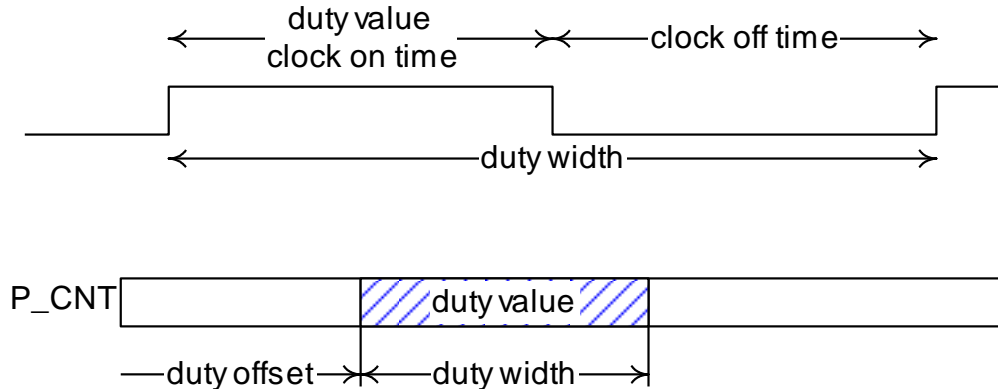 duty value
clock on time
clock off time
duty width
P_CNT
duty value
duty offset
duty width